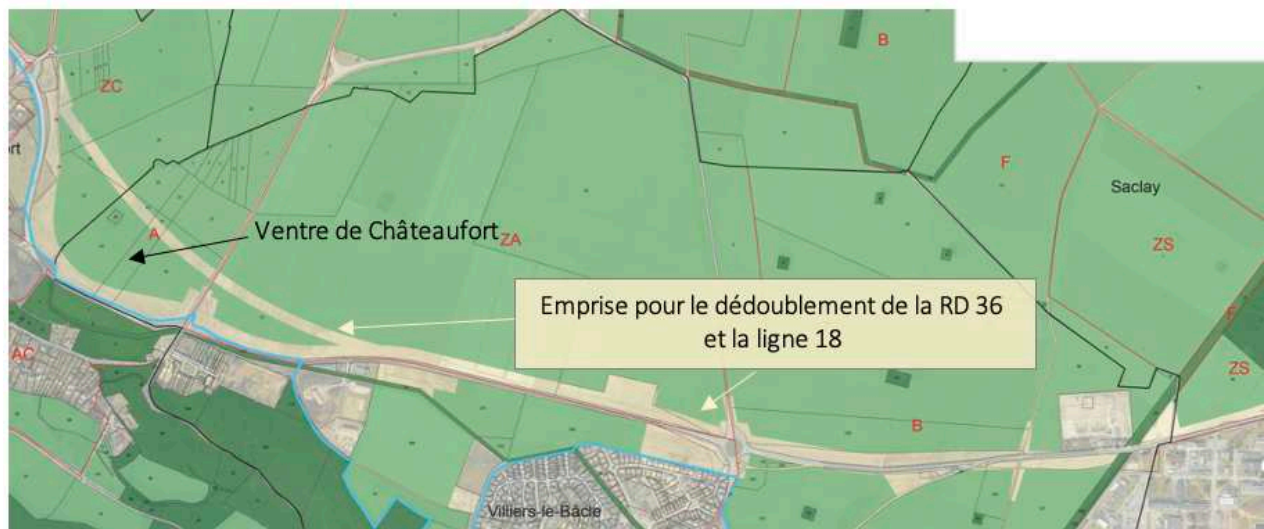 B
ZC
F
ort
Saclay
Ventre de Châteaufort
A
ZA
ZS
Emprise pour le dédoublement de la RD 36
et la ligne 18
F
AC
ZS
B
Villiers-le-Bâcle